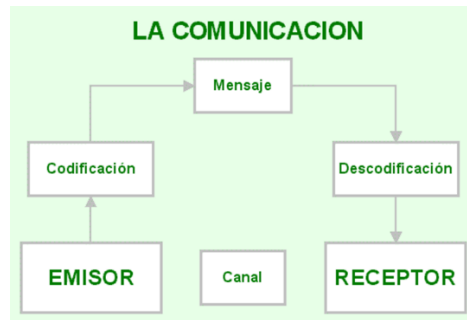 LA COMUNICACION
Mensaje
Codificación
Descodificación
EMISOR
Canal
RECEPTOR